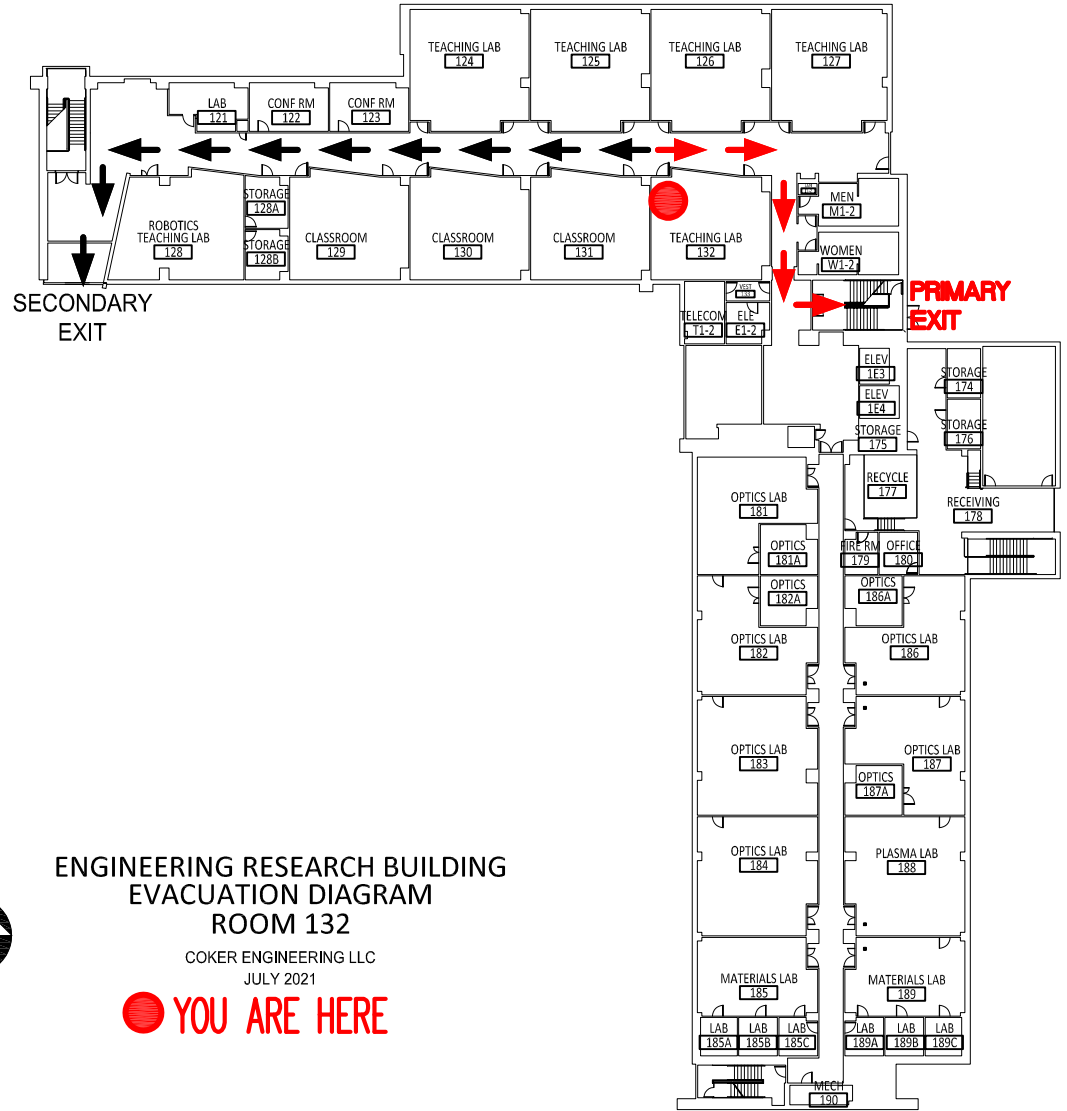 TEACHING LAB
124
TEACHING LAB
125
TEACHING LAB
126
TEACHING LAB
127
LAB
121
CONF RM
122
CONF RM
123
STORAGE
128A
ROBOTICS
TEACHING LAB
128
STORAGE
128B
CLASSROOM
129
CLASSROOM
130
CLASSROOM
131
TEACHING LAB
132
MEN
M1-2
WOMEN
W1-2
SECONDARY
EXIT
PRIMARY
EXIT
VEST
TELECOM
T1-2
ELE
E1-2
ELEV
1E3
ELEV
1E4
STORAGE
174
STORAGE
175
STORAGE
176
RECYCLE
177
RECEIVING
178
OPTICS LAB
181
OPTICS
181A
FIRE RM
179
OFFICE
180
OPTICS
182A
OPTICS
186A
OPTICS LAB
182
OPTICS LAB
186
OPTICS LAB
183
OPTICS LAB
187
OPTICS
187A
OPTICS LAB
184
PLASMA LAB
188
MATERIALS LAB
185
MATERIALS LAB
189
LAB
185A
LAB
185B
LAB
185C
LAB
189A
LAB
189B
LAB
189C
MECH
190
ENGINEERING RESEARCH BUILDING
EVACUATION DIAGRAM
ROOM 132
COKER ENGINEERING LLC
JULY 2021
YOU ARE HERE